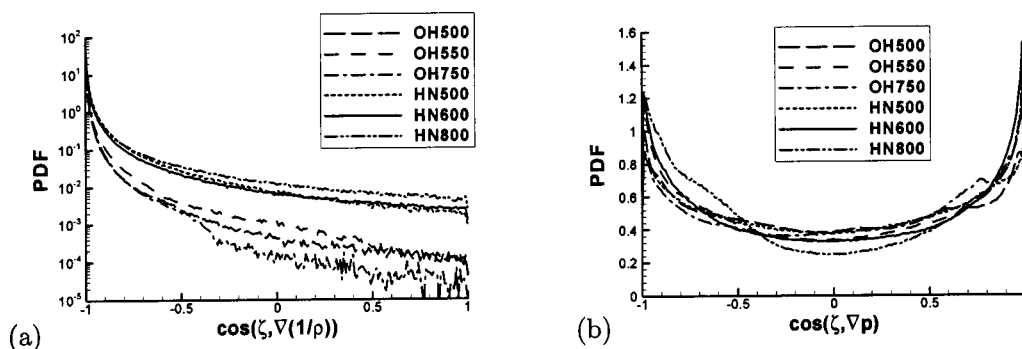 OH500
OH550
OH750
HN500
HN600
HN800
10²
10¹
10⁰
10⁻¹
10⁻²
10⁻³
10⁻⁴
10⁻⁵
PDF
-1
-0.5
0
0.5
1
cos(ζ,∇(1/ρ))
(a)
OH500
OH550
OH750
HN500
HN600
HN800
1.6
1.4
1.2
1
0.8
0.6
0.4
0.2
0
PDF
-1
-0.5
0
0.5
cos(ζ,∇p)
(b)